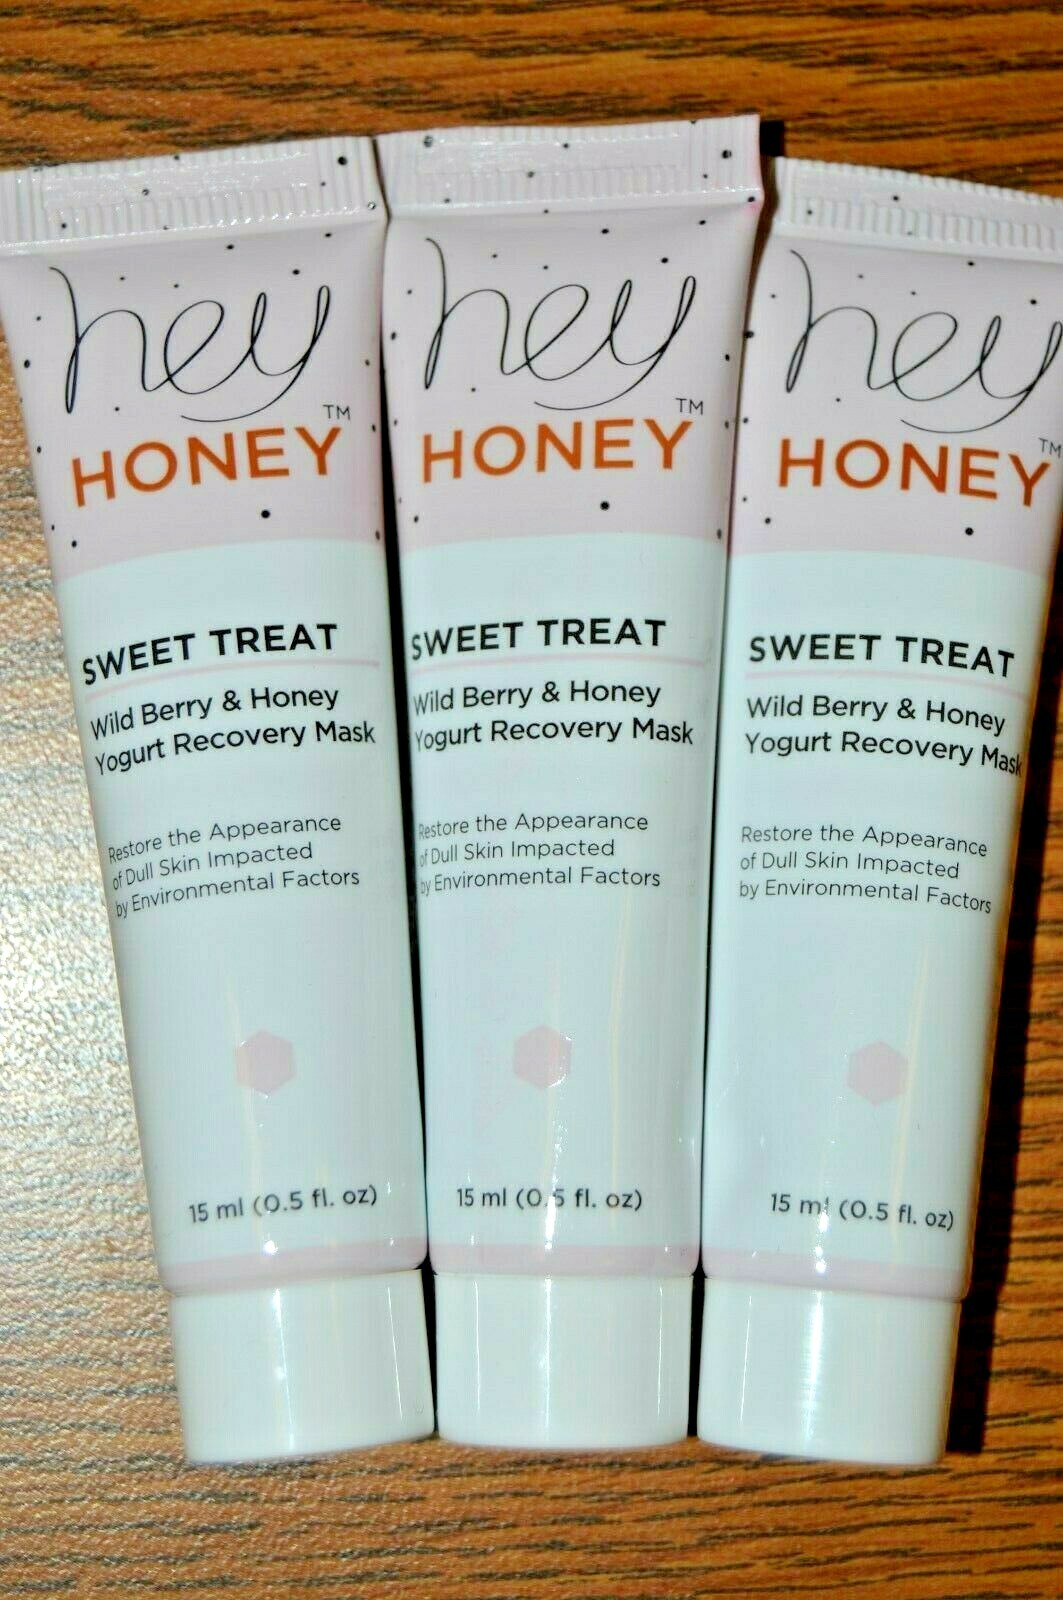 hey
HONEY™
SWEET TREAT
Wild Berry & Honey
Yogurt Recovery Mask
Restore the Appearance
of Dull Skin Impacted
by Environmental Factors
15 ml (0.5 fl. oz)
hey
HONEY™
SWEET TREAT
Wild Berry & Honey
Yogurt Recovery Mask
Restore the Appearance
of Dull Skin Impacted
by Environmental Factors
15 ml (0.5 fl. oz)
hey
HONEY™
SWEET TREAT
Wild Berry & Honey
Yogurt Recovery Mask
Restore the Appearance
of Dull Skin Impacted
by Environmental Factors
15 ml (0.5 fl. oz)